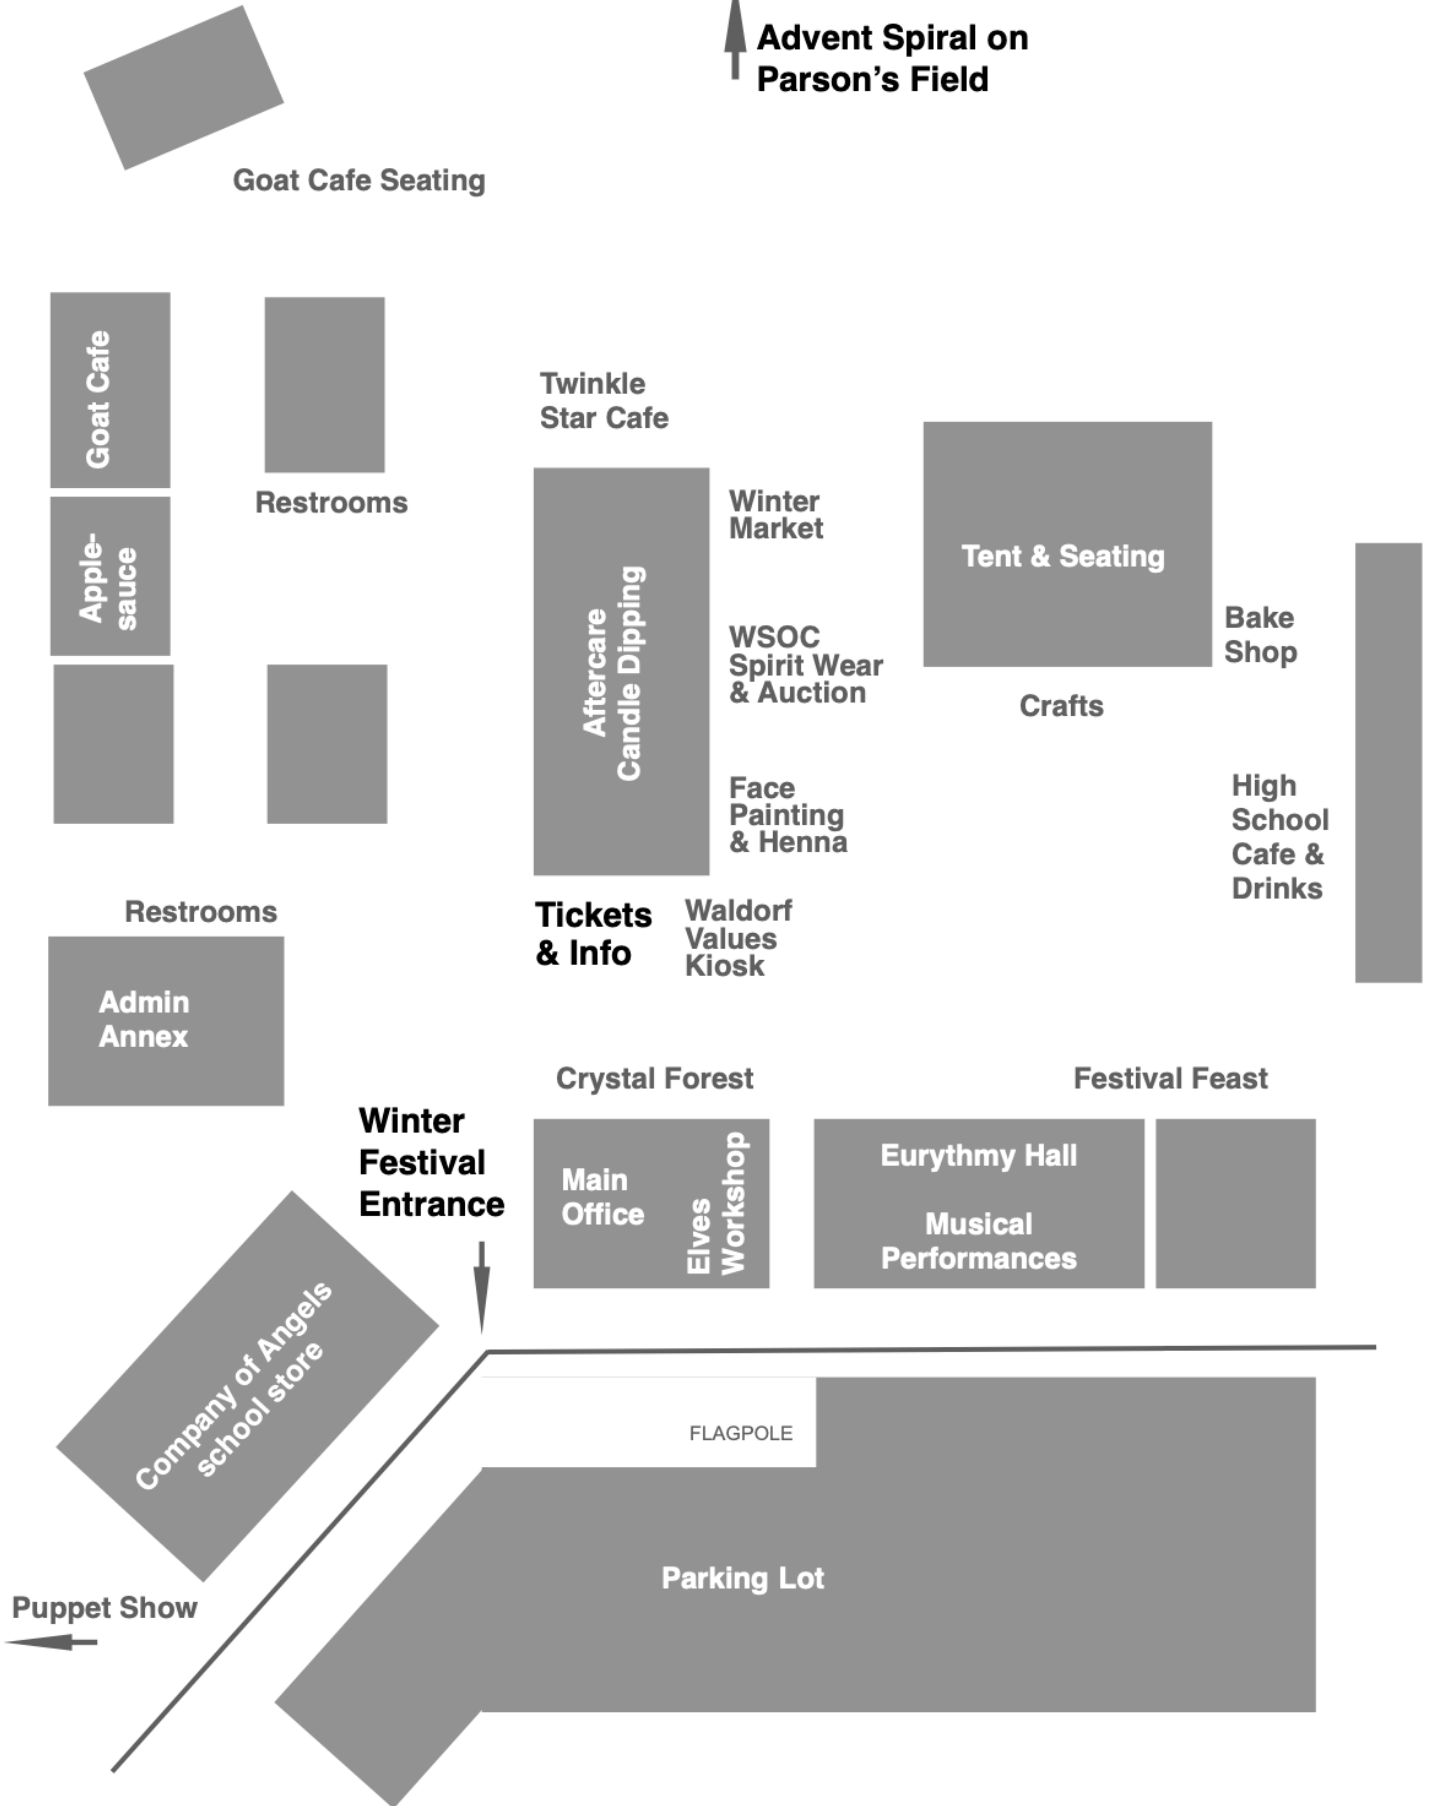 Advent Spiral on
Parson’s Field
Goat Cafe Seating
Goat Cafe
Restrooms
Twinkle
Star Cafe
Apple-
sauce
Aftercare
Candle Dipping
Winter
Market
WSOC
Spirit Wear
& Auction
Face
Painting
& Henna
Tent & Seating
Bake
Shop
Crafts
High
School
Cafe &
Drinks
Restrooms
Admin
Annex
Tickets
& Info
Waldorf
Values
Kiosk
Crystal Forest
Festival Feast
Winter
Festival
Entrance
Main
Office
Elves
Workshop
Eurythmy Hall
Musical
Performances
Company of Angels
school store
FLAGPOLE
Parking Lot
Puppet Show